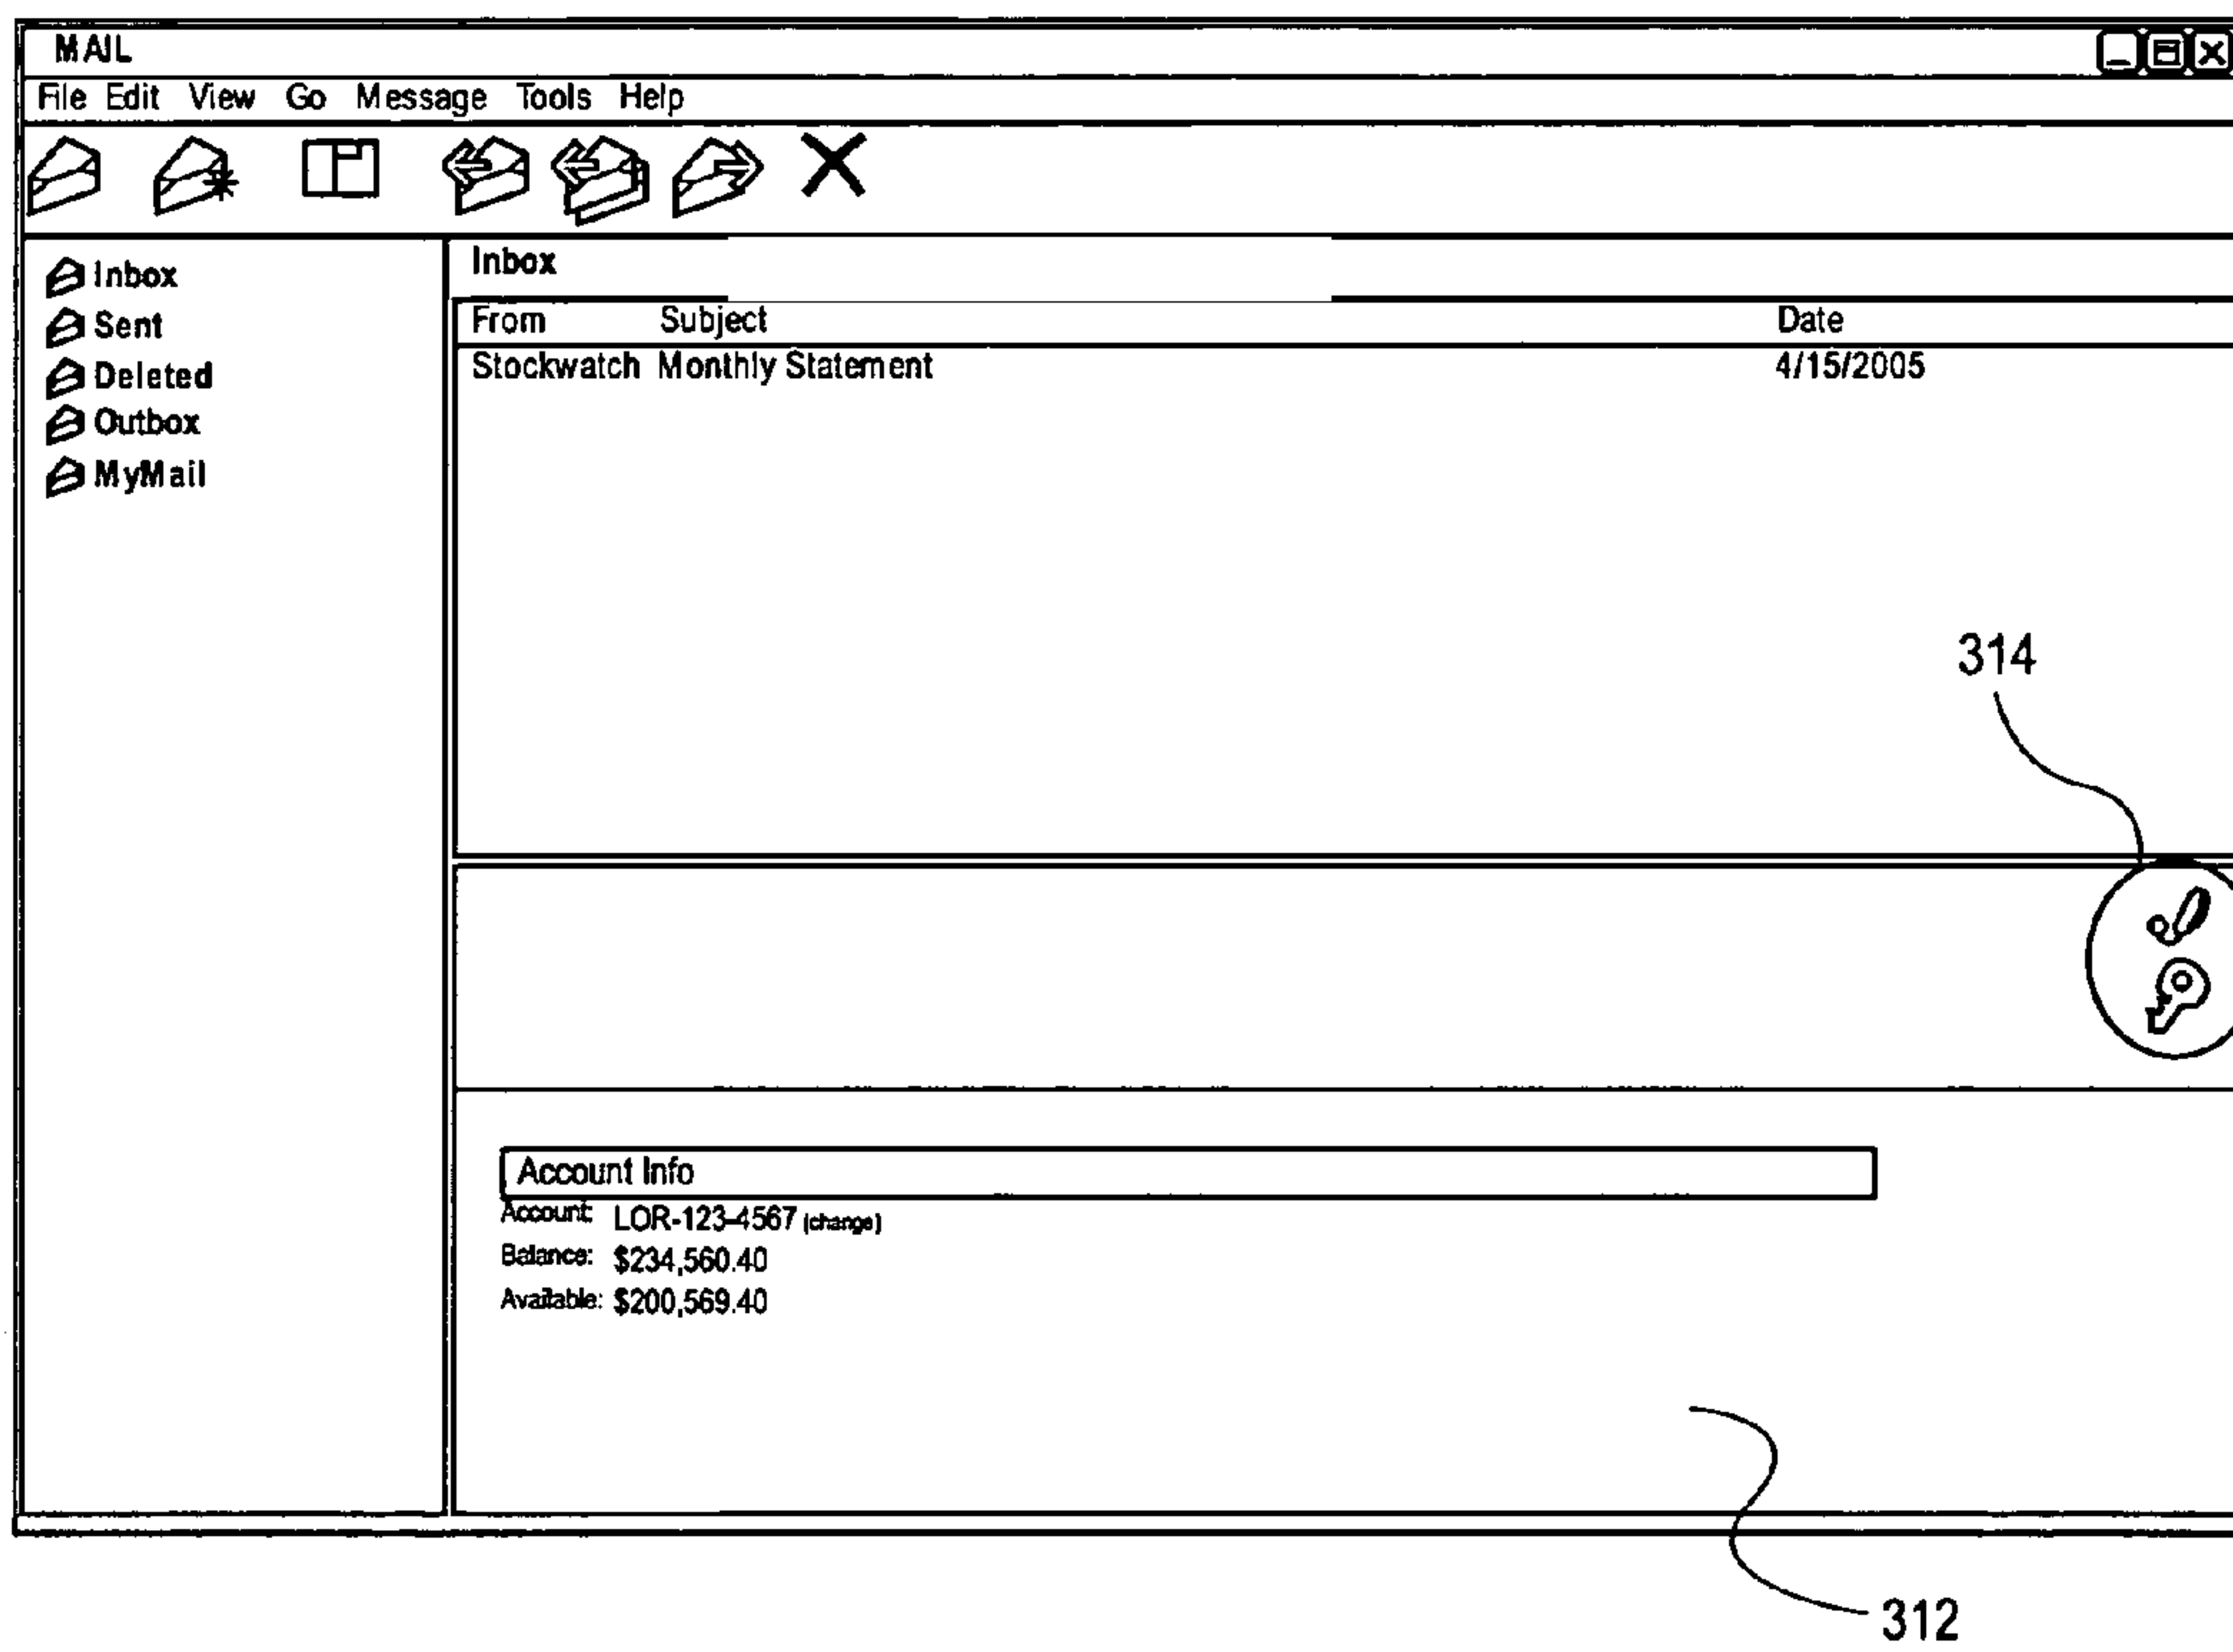 MAIL
File Edit View Go Message Tools Help
Inbox
Sent
Deleted
Outbox
MyMail
Inbox
From Subject Date
Stockwatch Monthly Statement 4/15/2005
314
Account Info
Account: LOR-123-4567 (change)
Balance: $234,560.40
Available: $200,569.40
312